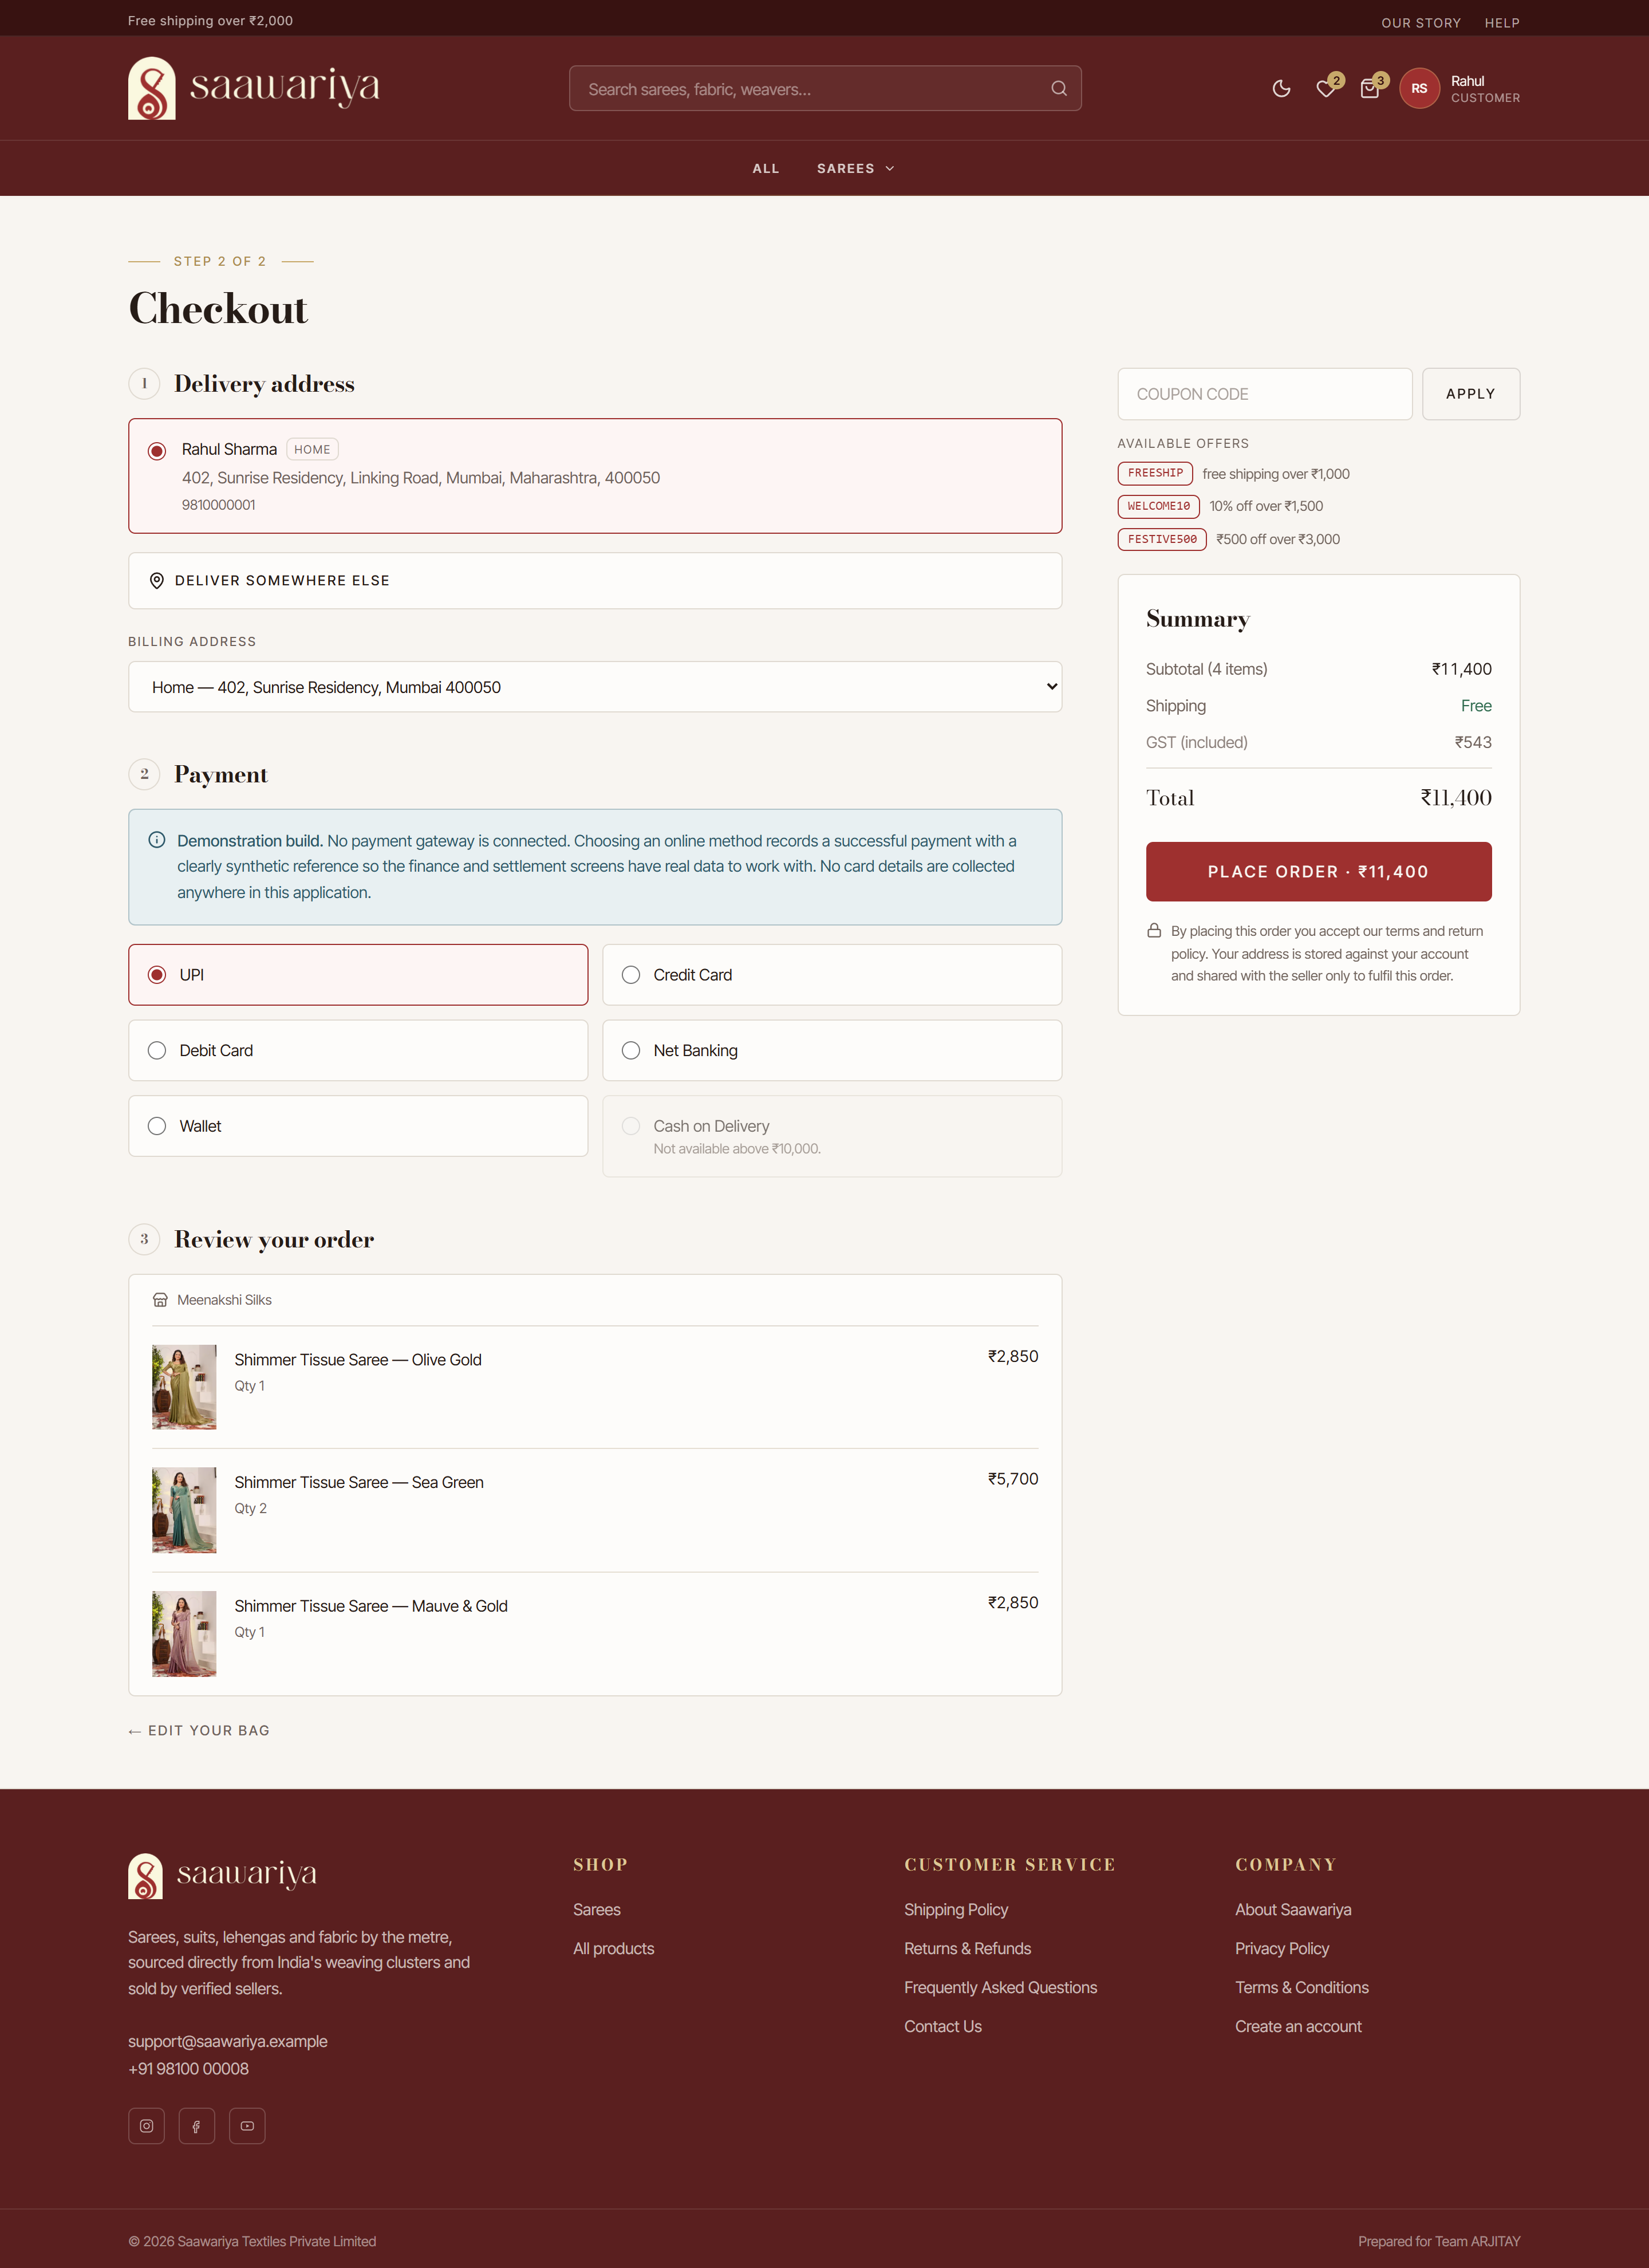 Free shipping over ₹2,000
OUR STORY HELP
saawariya
Search sarees, fabric, weavers...
2
3
RS
Rahul
CUSTOMER
ALL SAREES
STEP 2 OF 2
Checkout
1 Delivery address
Rahul Sharma HOME
402, Sunrise Residency, Linking Road, Mumbai, Maharashtra, 400050
9810000001
DELIVER SOMEWHERE ELSE
BILLING ADDRESS
Home — 402, Sunrise Residency, Mumbai 400050
2 Payment
Demonstration build. No payment gateway is connected. Choosing an online method records a successful payment with a
clearly synthetic reference so the finance and settlement screens have real data to work with. No card details are collected
anywhere in this application.
UPI
Credit Card
Debit Card
Net Banking
Wallet
Cash on Delivery
Not available above ₹10,000.
3 Review your order
Meenakshi Silks
Shimmer Tissue Saree — Olive Gold ₹2,850
Qty 1
Shimmer Tissue Saree — Sea Green ₹5,700
Qty 2
Shimmer Tissue Saree — Mauve & Gold ₹2,850
Qty 1
← EDIT YOUR BAG
COUPON CODE APPLY
AVAILABLE OFFERS
FREESHIP free shipping over ₹1,000
WELCOME10 10% off over ₹1,500
FESTIVE500 ₹500 off over ₹3,000
Summary
Subtotal (4 items) ₹11,400
Shipping Free
GST (included) ₹543
Total ₹11,400
PLACE ORDER · ₹11,400
By placing this order you accept our terms and return
policy. Your address is stored against your account
and shared with the seller only to fulfil this order.
saawariya
Sarees, suits, lehengas and fabric by the metre,
sourced directly from India's weaving clusters and
sold by verified sellers.
support@saawariya.example
+91 98100 00008
SHOP
Sarees
All products
CUSTOMER SERVICE
Shipping Policy
Returns & Refunds
Frequently Asked Questions
Contact Us
COMPANY
About Saawariya
Privacy Policy
Terms & Conditions
Create an account
© 2026 Saawariya Textiles Private Limited
Prepared for Team ARJITAY